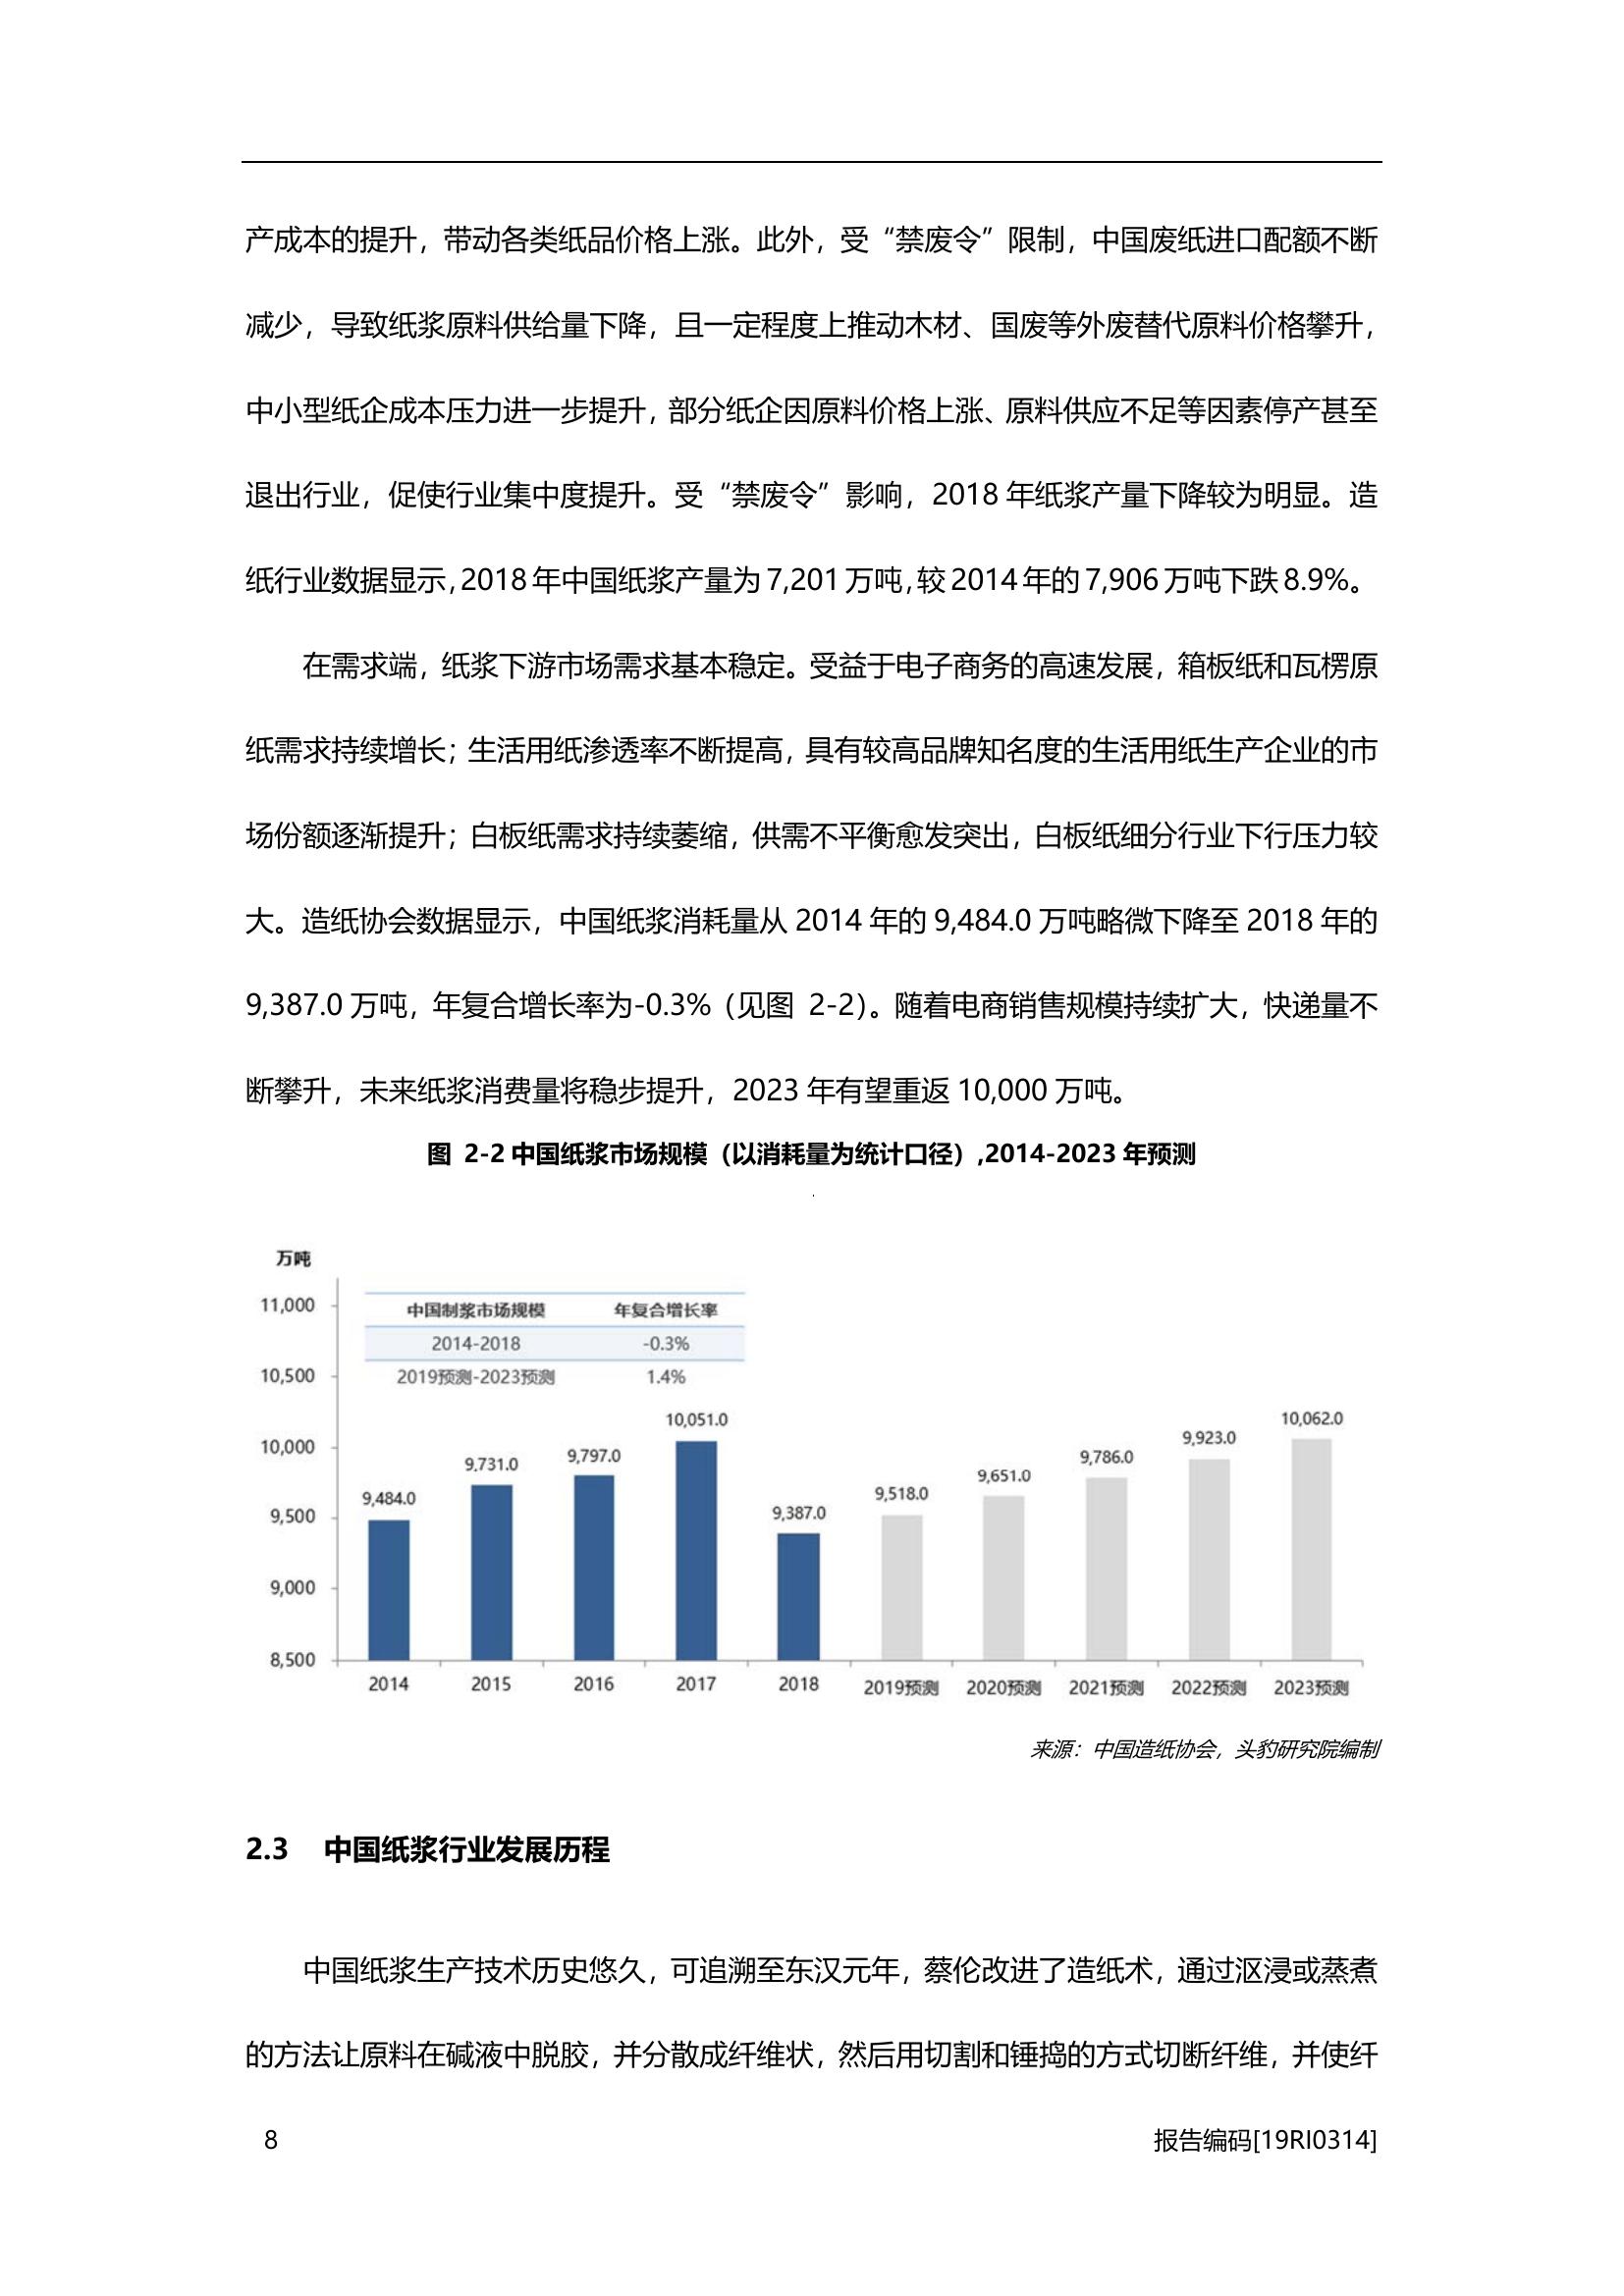 产成本的提升，带动各类纸品价格上涨。此外，受“禁废令”限制，中国废纸进口配额不断
减少，导致纸浆原料供给量下降，且一定程度上推动木材、国废等外废替代原料价格攀升，
中小型纸企成本压力进一步提升，部分纸企因原料价格上涨、原料供应不足等因素停产甚至
退出行业，促使行业集中度提升。受“禁废令”影响，2018 年纸浆产量下降较为明显。造
纸行业数据显示，2018 年中国纸浆产量为 7,201 万吨，较 2014 年的 7,906 万吨下跌 8.9%。
在需求端，纸浆下游市场需求基本稳定。受益于电子商务的高速发展，箱板纸和瓦楞原
纸需求持续增长；生活用纸渗透率不断提高，具有较高品牌知名度的生活用纸生产企业的市
场份额逐渐提升；白板纸需求持续萎缩，供需不平衡愈发突出，白板纸细分行业下行压力较
大。造纸协会数据显示，中国纸浆消耗量从 2014 年的 9,484.0 万吨略微下降至 2018 年的
9,387.0 万吨，年复合增长率为-0.3%（见图 2-2）。随着电商销售规模持续扩大，快递量不
断攀升，未来纸浆消费量将稳步提升，2023 年有望重返 10,000 万吨。
图 2-2 中国纸浆市场规模（以消耗量为统计口径）,2014-2023 年预测
万吨
11,000
10,500
10,000
9,500
9,000
8,500
中国制浆市场规模 年复合增长率
2014-2018 -0.3%
2019预测-2023预测 1.4%
9,484.0 9,731.0 9,797.0 10,051.0 9,387.0 9,518.0 9,651.0 9,786.0 9,923.0 10,062.0
2014 2015 2016 2017 2018 2019预测 2020预测 2021预测 2022预测 2023预测
来源：中国造纸协会，头豹研究院编制
2.3 中国纸浆行业发展历程
中国纸浆生产技术历史悠久，可追溯至东汉元年，蔡伦改进了造纸术，通过沤浸或蒸煮
的方法让原料在碱液中脱胶，并分散成纤维状，然后用切割和锤捣的方式切断纤维，并使纤
8 报告编码[19RI0314]